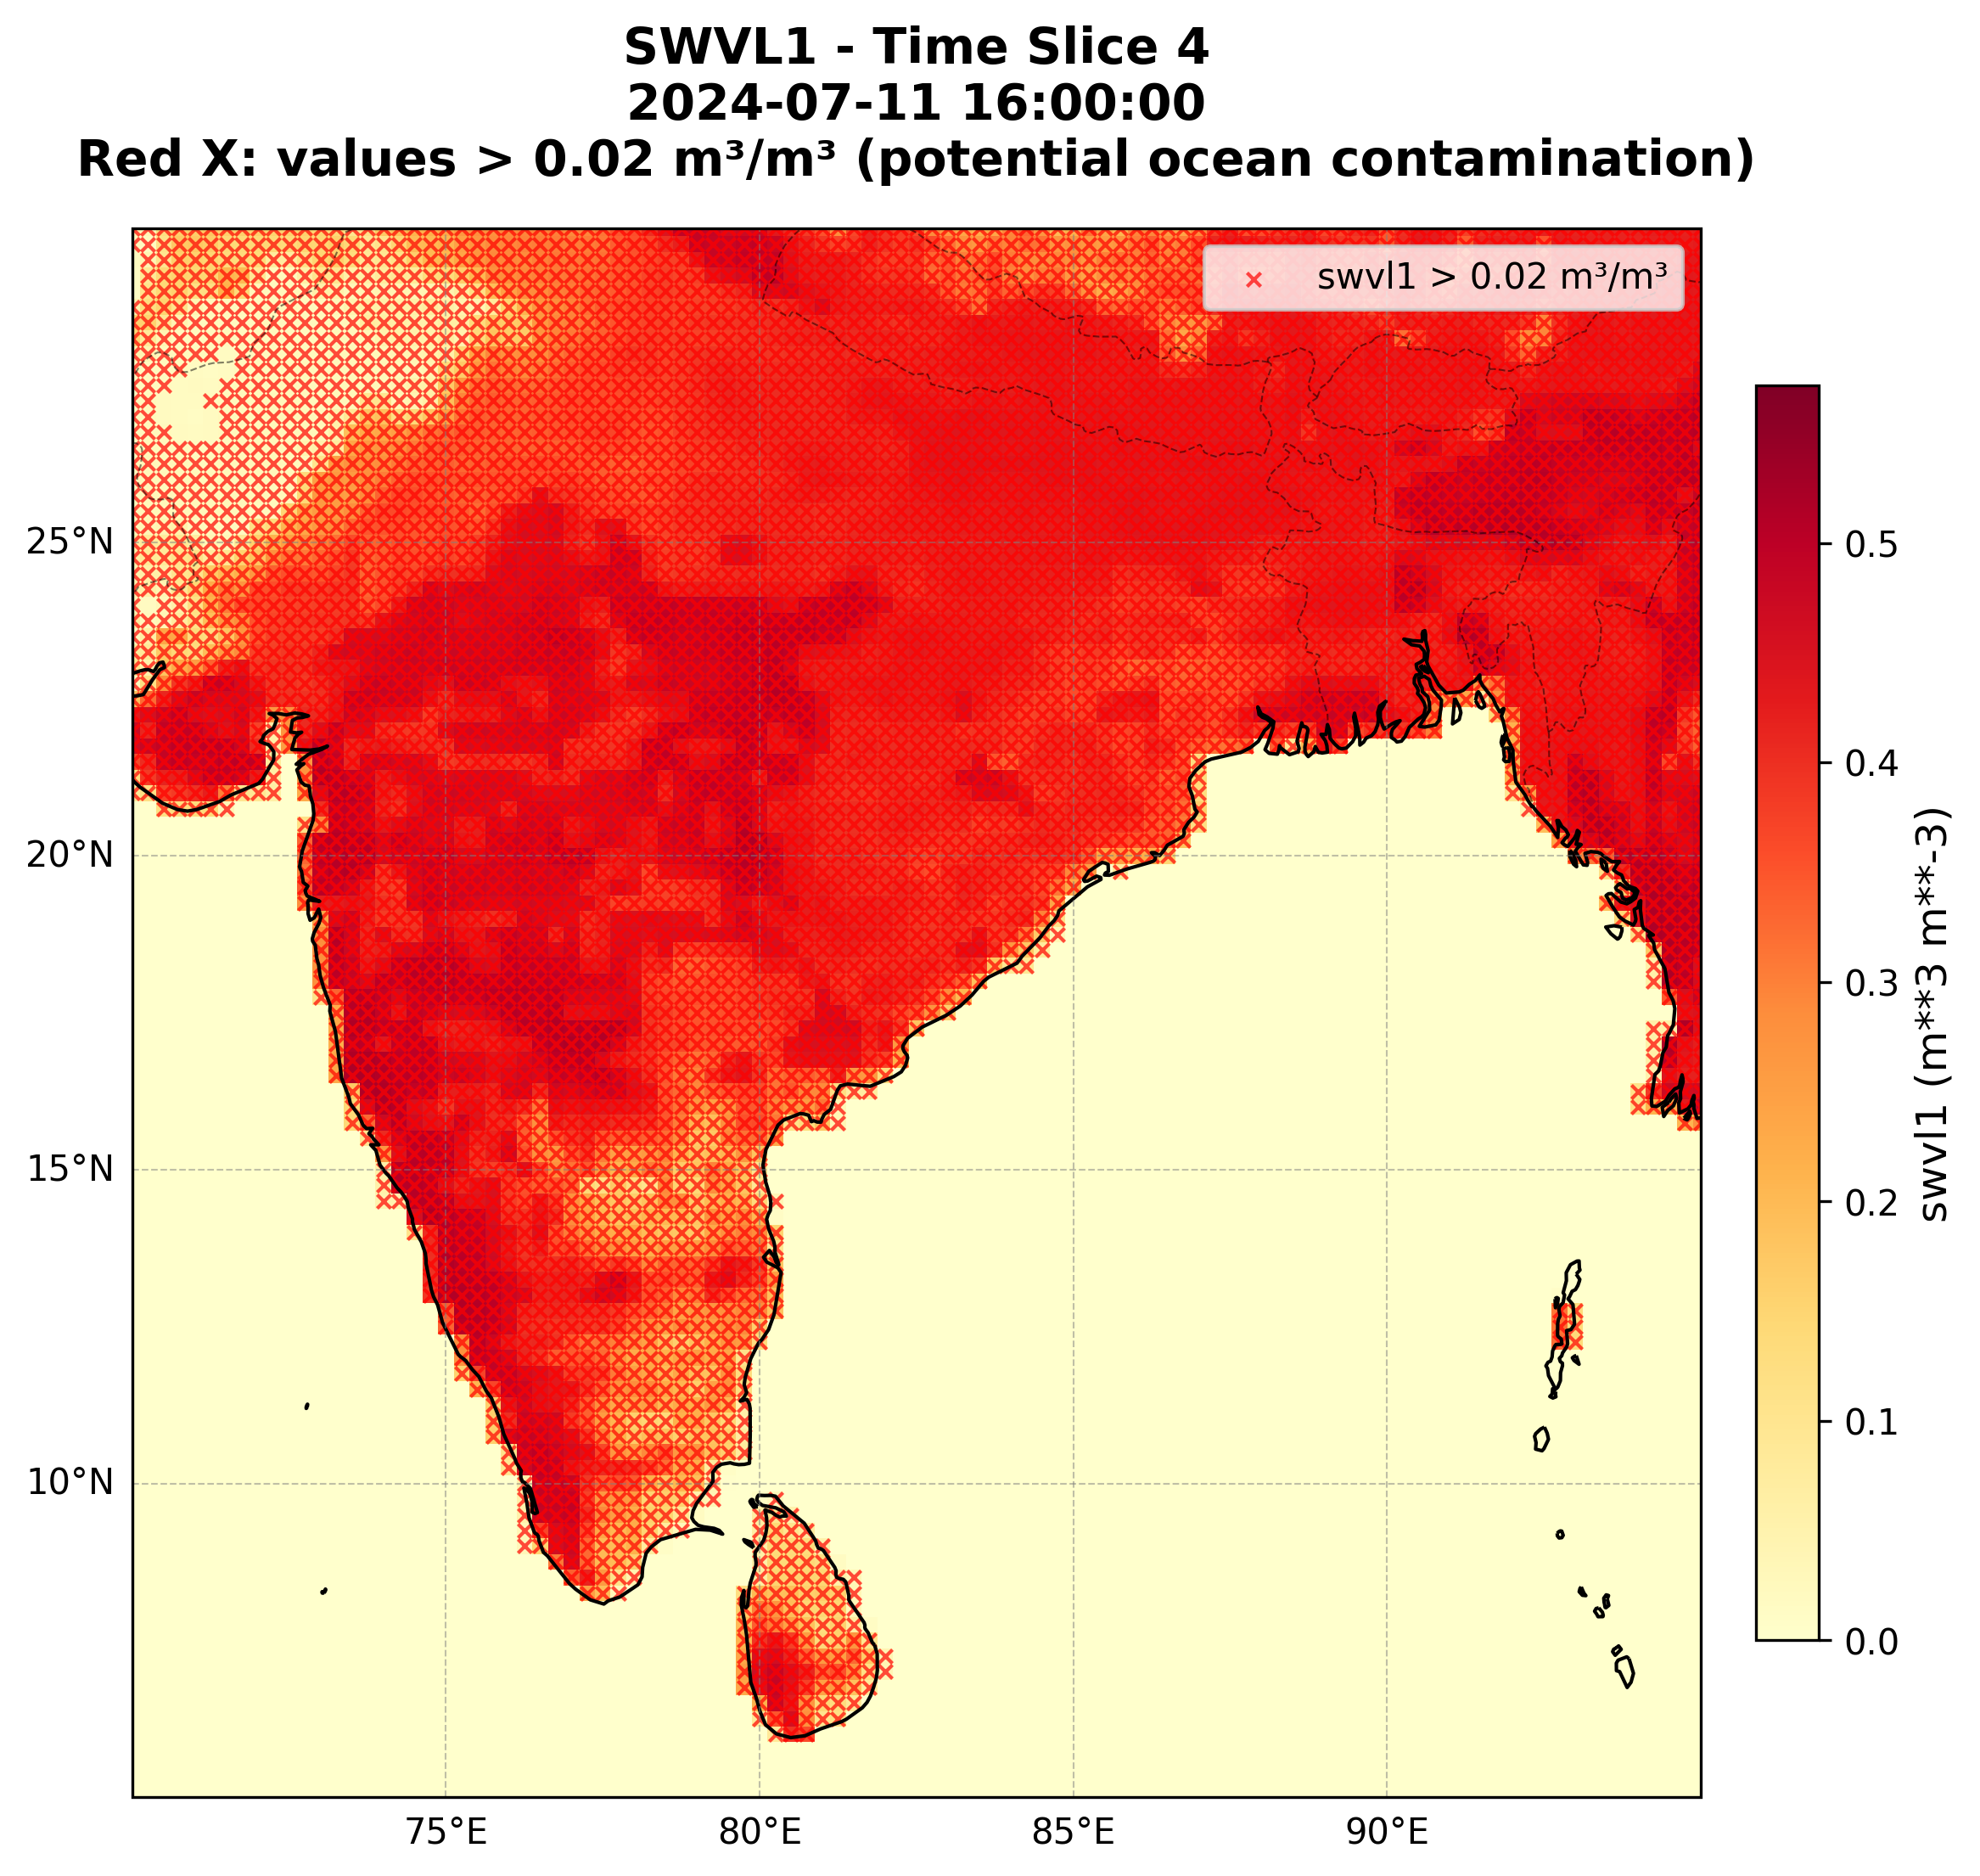 SWVL1 - Time Slice 4
2024-07-11 16:00:00
Red X: values > 0.02 m³/m³ (potential ocean contamination)
swvl1 > 0.02 m³/m³
25°N
20°N
15°N
10°N
75°E
80°E
85°E
90°E
0.5
0.4
0.3
0.2
0.1
0.0
swvl1 (m**3 m**-3)